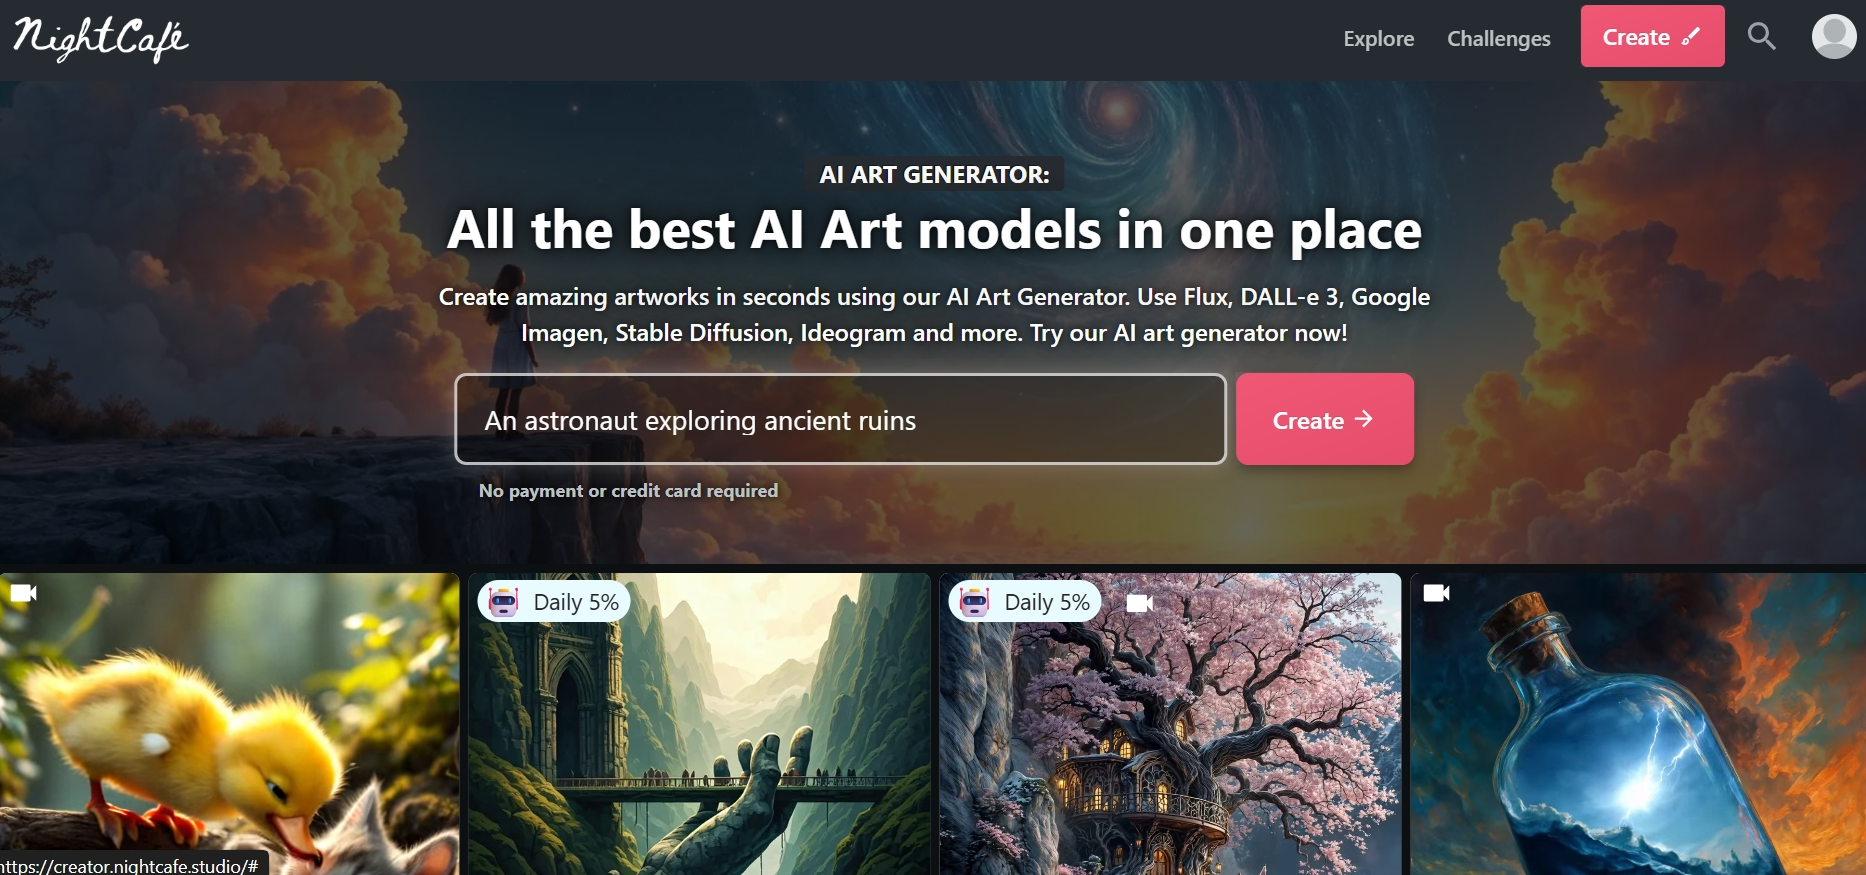 NightCafé
Explore
Challenges
Create
AI ART GENERATOR:
All the best AI Art models in one place
Create amazing artworks in seconds using our AI Art Generator. Use Flux, DALL-e 3, Google
Imagen, Stable Diffusion, Ideogram and more. Try our AI art generator now!
An astronaut exploring ancient ruins
Create →
No payment or credit card required
Daily 5%
Daily 5%
https://creator.nightcafe.studio/#